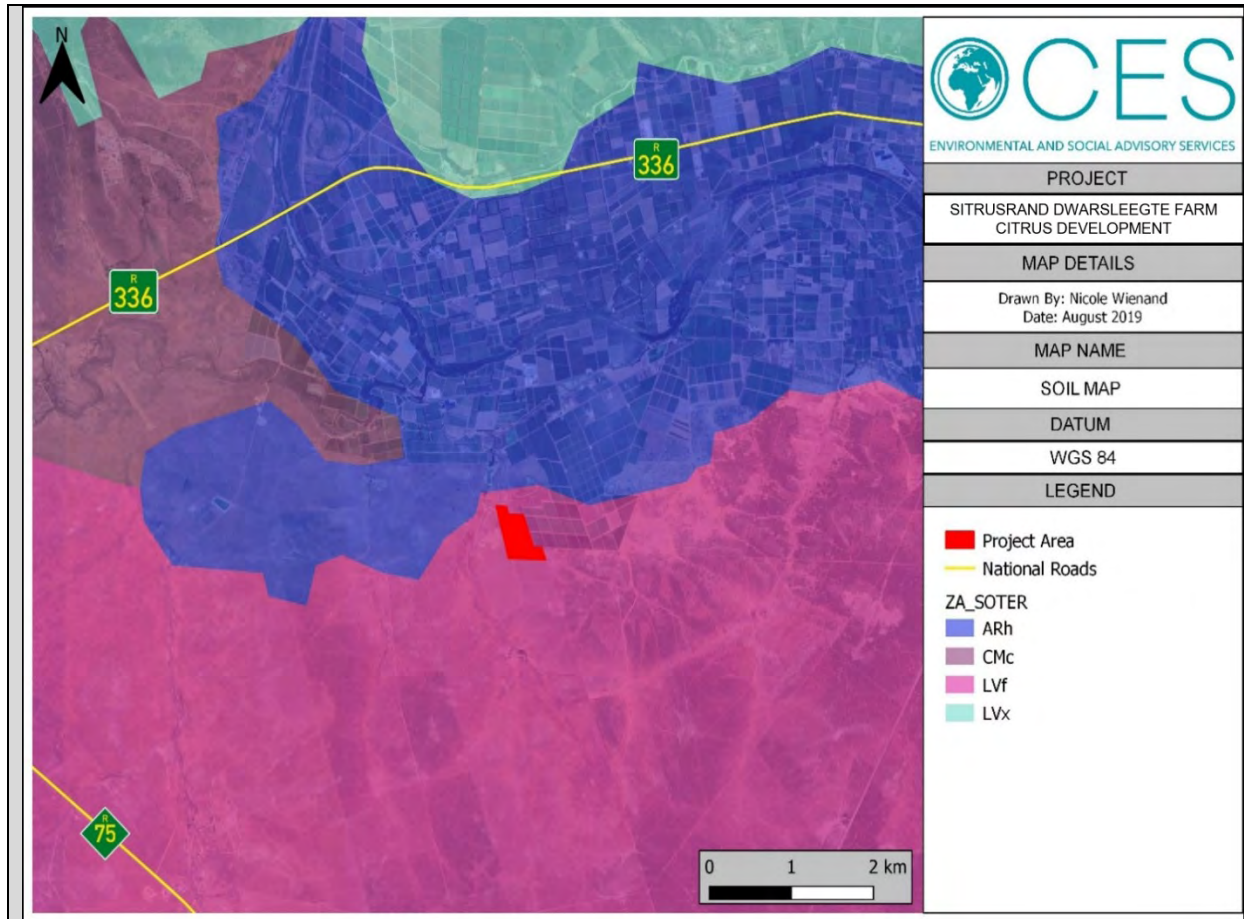 N
R
336
R
336
R
75
0 1 2 km
CES
ENVIRONMENTAL AND SOCIAL ADVISORY SERVICES
PROJECT
SITRUSRAND DWARSLEEGTE FARM
CITRUS DEVELOPMENT
MAP DETAILS
Drawn By: Nicole Wienand
Date: August 2019
MAP NAME
SOIL MAP
DATUM
WGS 84
LEGEND
Project Area
National Roads
ZA_SOTER
ARh
CMc
LVf
LVx